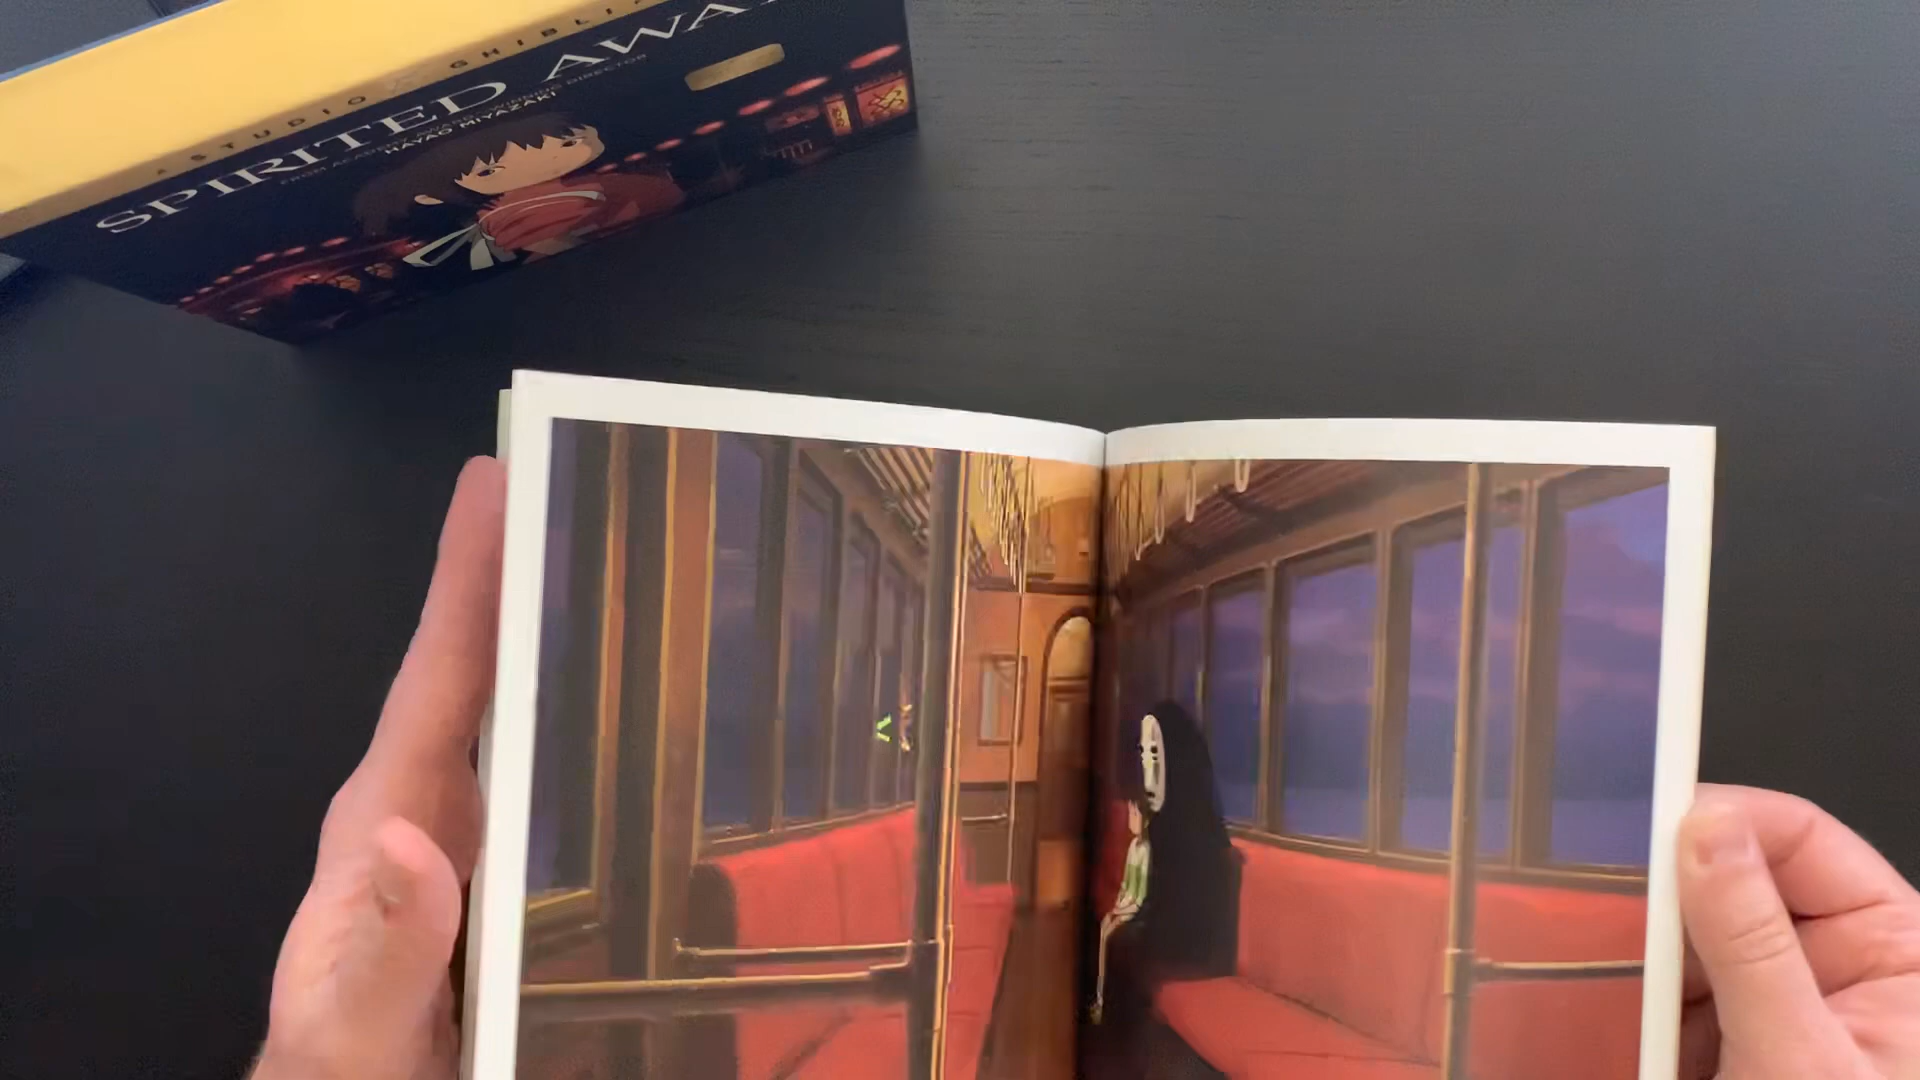 A STUDIO GHIBLI
SPIRITED AWAY
FROM ACADEMY AWARD-WINNING DIRECTOR
HAYAO MIYAZAKI